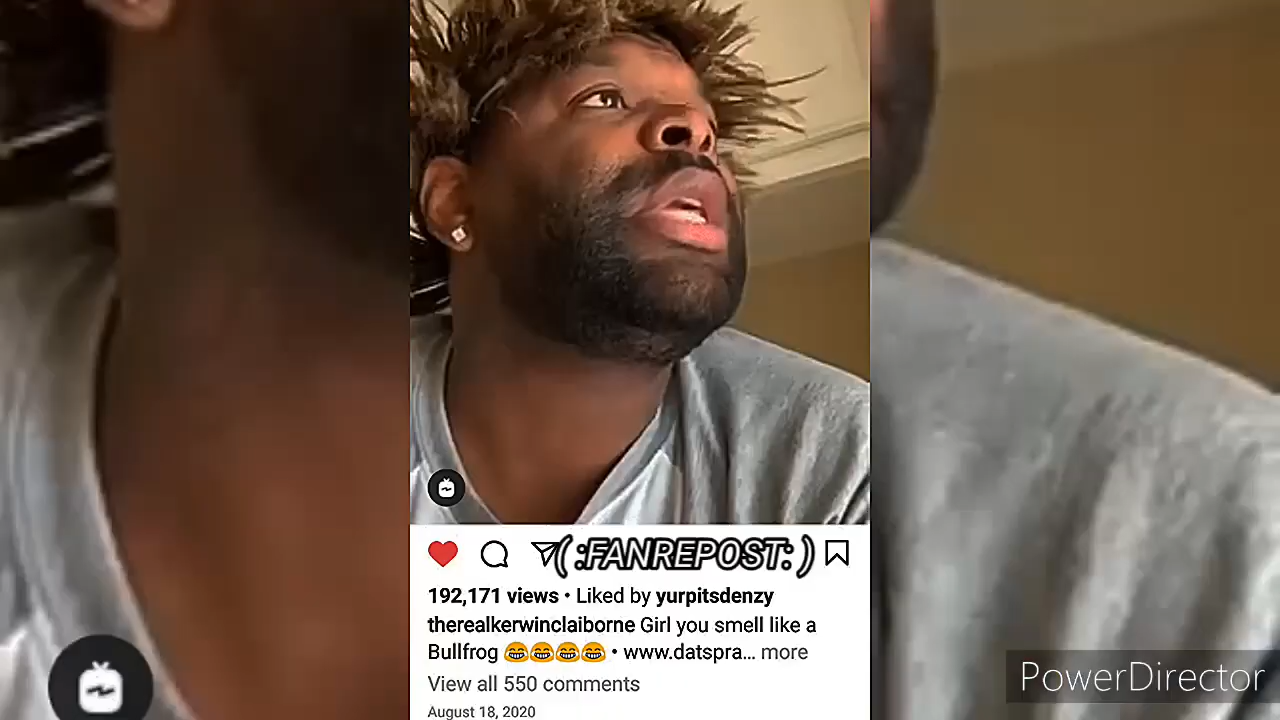 ( :FANREPOST: )
192,171 views • Liked by yurpitsdenzy
therealkerwinclaiborne Girl you smell like a
Bullfrog 😂😂😂😂 • www.datspra... more
View all 550 comments
August 18, 2020
PowerDirector